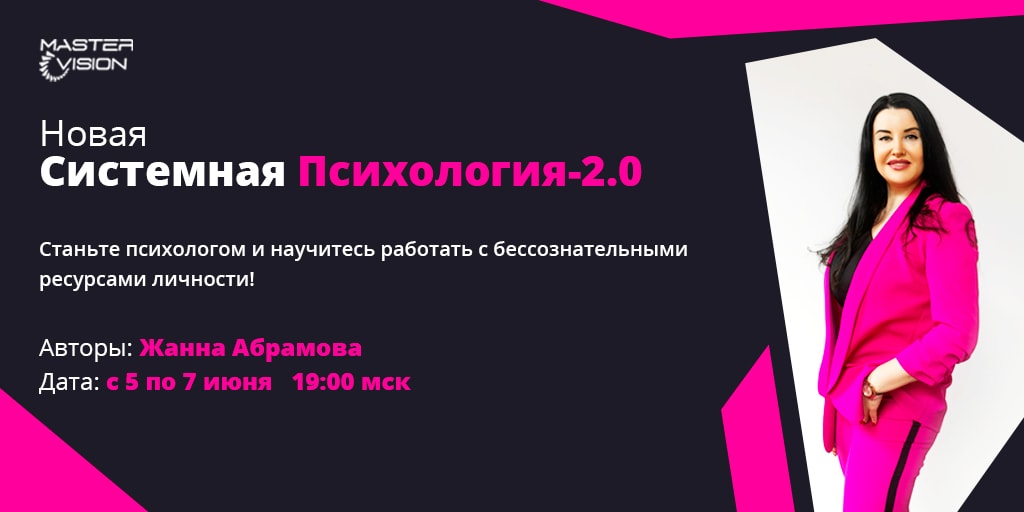 MASTER
VISION
Новая
Системная Психология-2.0
Станьте психологом и научитесь работать с бессознательными
ресурсами личности!
Авторы: Жанна Абрамова
Дата: с 5 по 7 июня 19:00 мск